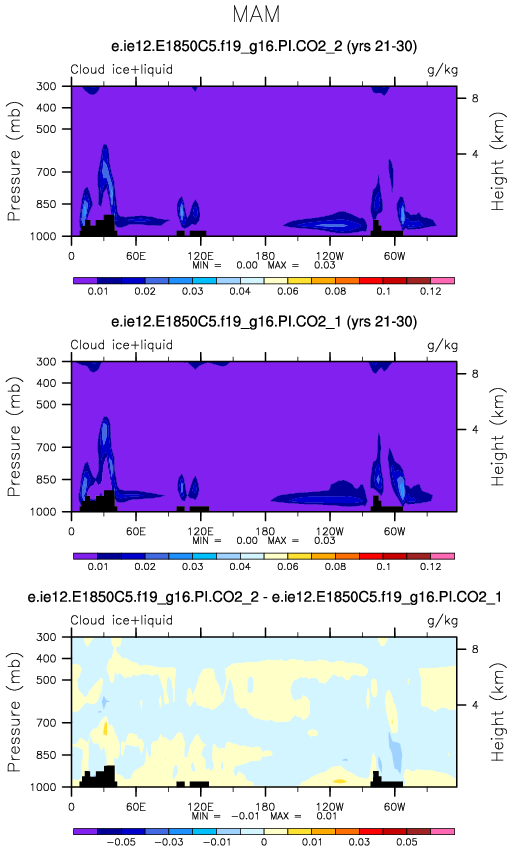 MAM
e.ie12.E1850C5.f19_g16.PI.CO2_2 (yrs 21-30)
Cloud ice+liquid g/kg
Pressure (mb)
300
400
500
700
850
1000
8
4
Height (km)
0 60E 120E 180 120W 60W
MIN = 0.00 MAX = 0.03
0.01 0.02 0.03 0.04 0.06 0.08 0.09 0.1 0.12
e.ie12.E1850C5.f19_g16.PI.CO2_1 (yrs 21-30)
Cloud ice+liquid g/kg
Pressure (mb)
300
400
500
700
850
1000
8
4
Height (km)
0 60E 120E 180 120W 60W
MIN = 0.00 MAX = 0.03
0.01 0.02 0.03 0.04 0.06 0.08 0.09 0.1 0.12
e.ie12.E1850C5.f19_g16.PI.CO2_2 - e.ie12.E1850C5.f19_g16.PI.CO2_1
Cloud ice+liquid g/kg
Pressure (mb)
300
400
500
700
850
1000
8
4
Height (km)
0 60E 120E 180 120W 60W
MIN = -0.01 MAX = 0.01
-0.05 -0.03 -0.01 0 0.01 0.03 0.05